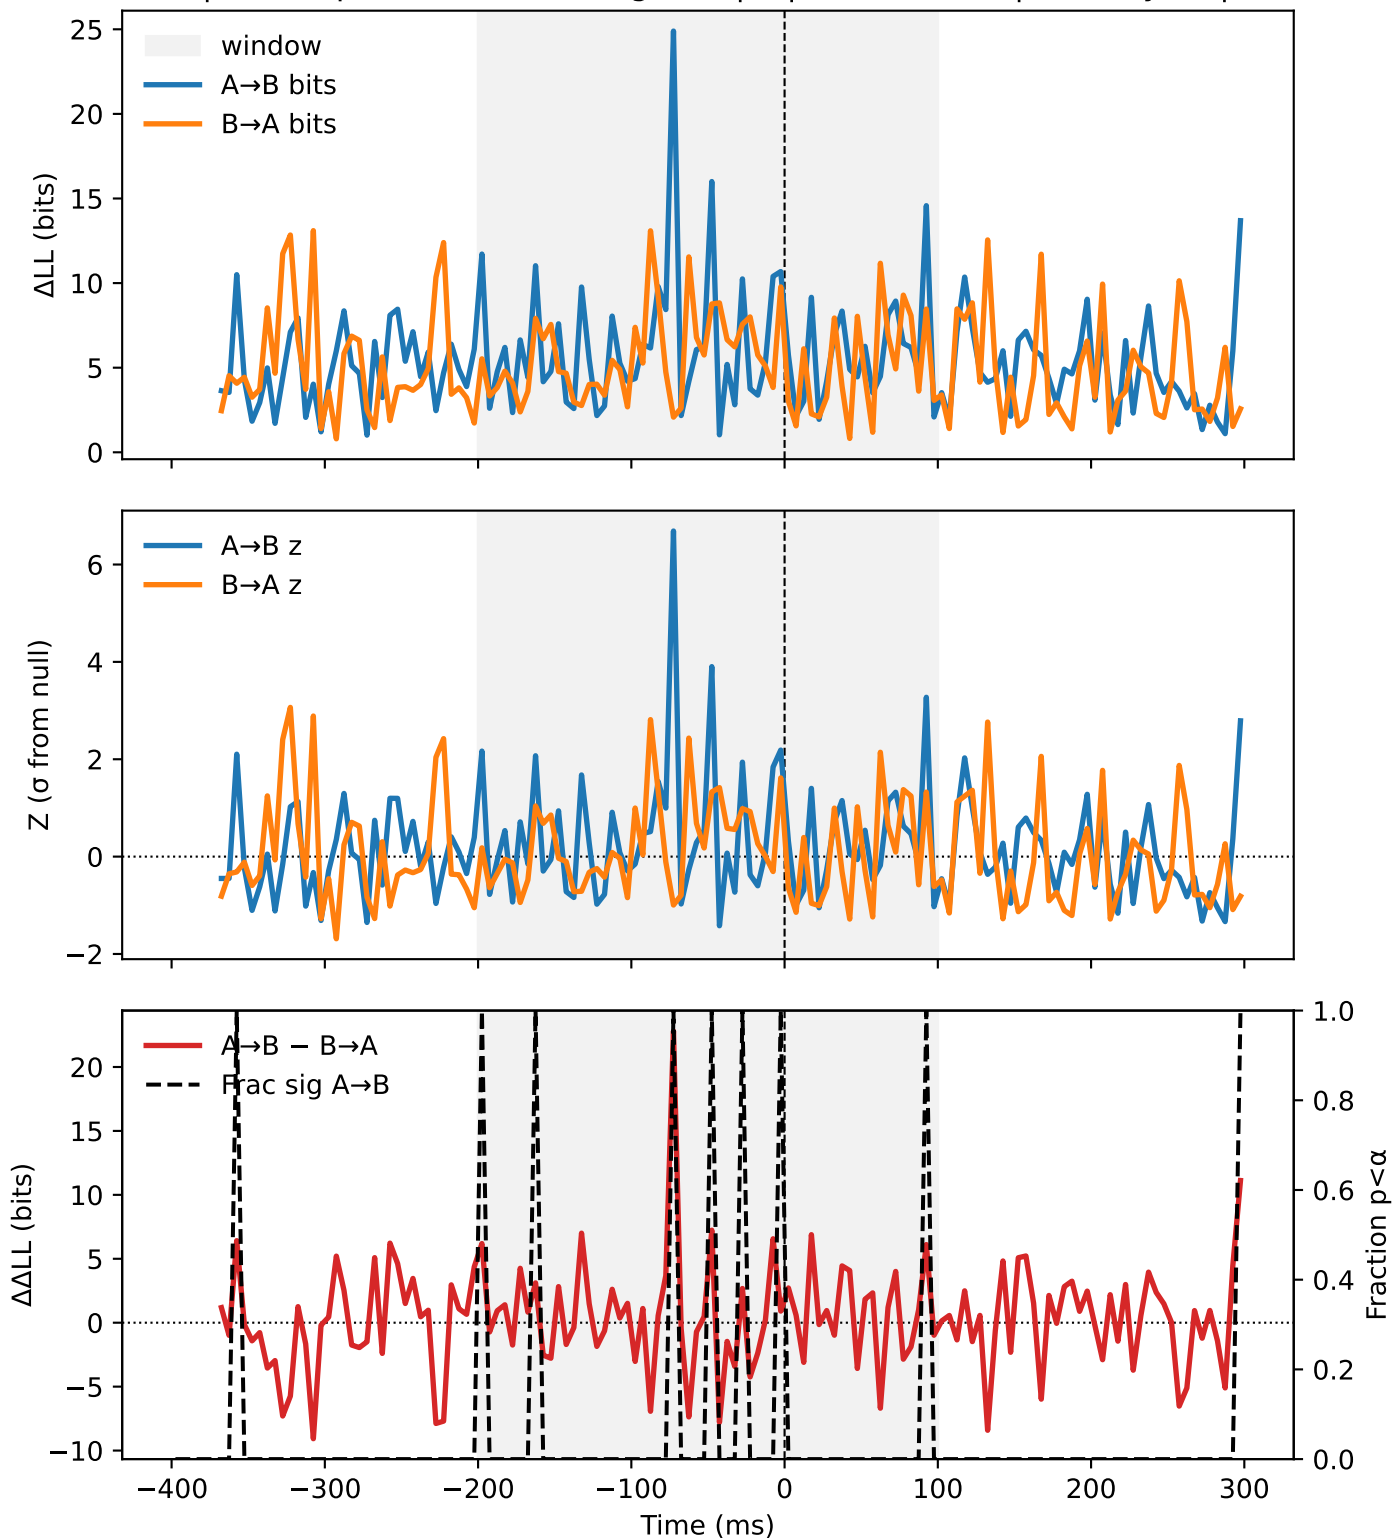 25
20
15
10
5
0
ΔLL (bits)
window
A→B bits
B→A bits
6
4
2
0
−2
Z (σ from null)
A→B z
B→A z
20
15
10
5
0
−5
−10
ΔΔLL (bits)
A→B − B→A
Frac sig A→B
1.0
0.8
0.6
0.4
0.2
0.0
Fraction p<α
−400 −300 −200 −100 0 100 200 300
Time (ms)